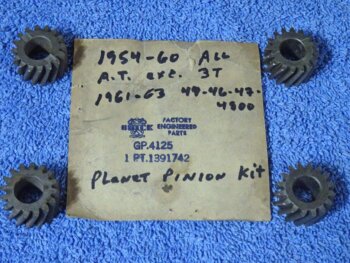 1954-60 ALL
A.T. exc. 3T
1961-63 49-46-47-
4800
BUICK
FACTORY
ENGINEERED
PARTS
GP.4125
1 PT.1391742
PLANET PINION Kit